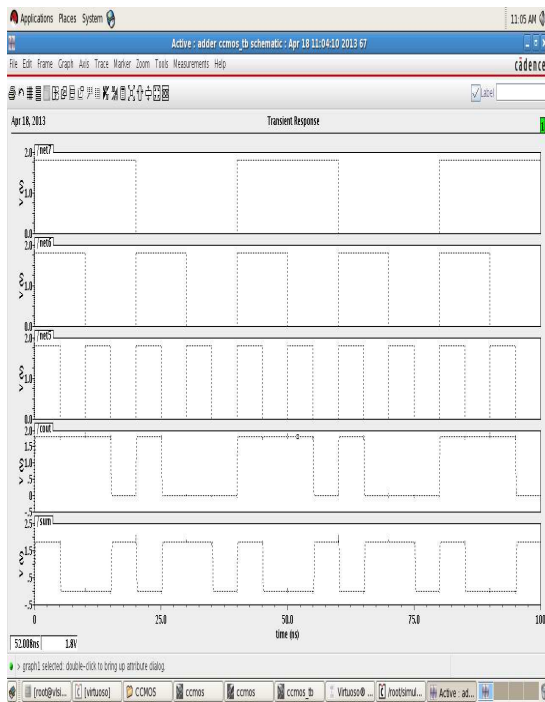 Applications Places System 11:05 AM
Active : adder ccmos_tb schematic : Apr 18 11:04:10 2013 67
File Edit Frame Graph Axis Trace Marker Zoom Tools Measurements Help cādence
Label
Apr 18, 2013 Transient Response 1
/net7
2.0
1.0
0.0
V (V)
/net6
2.0
1.0
0.0
V (V)
/net5
2.0
1.0
0.0
V (V)
/cout
2.0
1.5
1.0
.5
0
-.5
V (V)
/sum
2.5
1.5
.5
-.5
V (V)
0 25.0 50.0 75.0 100
time (ns)
52.008ns 1.8V
> graph1 selected: double-click to bring up attribute dialog.
[root@vlsi... [virtuoso] CCMOS ccmos ccmos ccmos_tb Virtuoso® ... /root/simul... Active : ad...